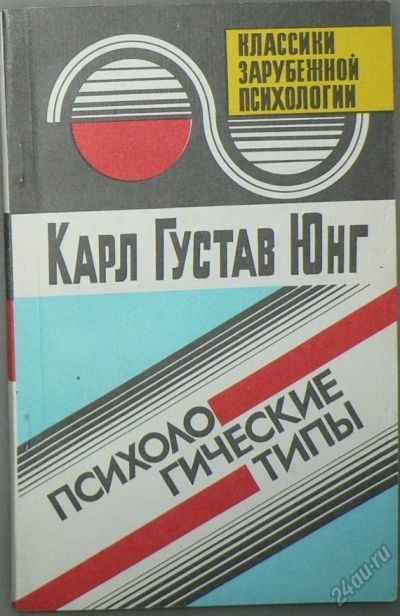 КЛАССИКИ
ЗАРУБЕЖНОЙ
ПСИХОЛОГИИ
КАРЛ ГУСТАВ ЮНГ
ПСИХОЛО
ГИЧЕСКИЕ
ТИПЫ
24au.ru